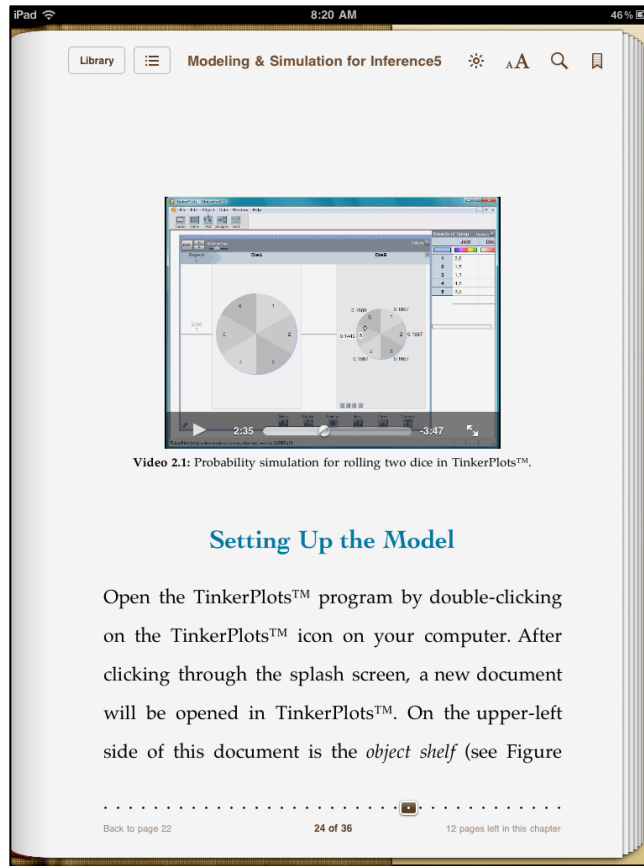 iPad
8:20 AM
46%
Library
Modeling & Simulation for Inference5
AA
2:35
-3:47
Video 2.1: Probability simulation for rolling two dice in TinkerPlots™.
Setting Up the Model
Open the TinkerPlots™ program by double-clicking
on the TinkerPlots™ icon on your computer. After
clicking through the splash screen, a new document
will be opened in TinkerPlots™. On the upper-left
side of this document is the object shelf (see Figure
Back to page 22
24 of 36
12 pages left in this chapter